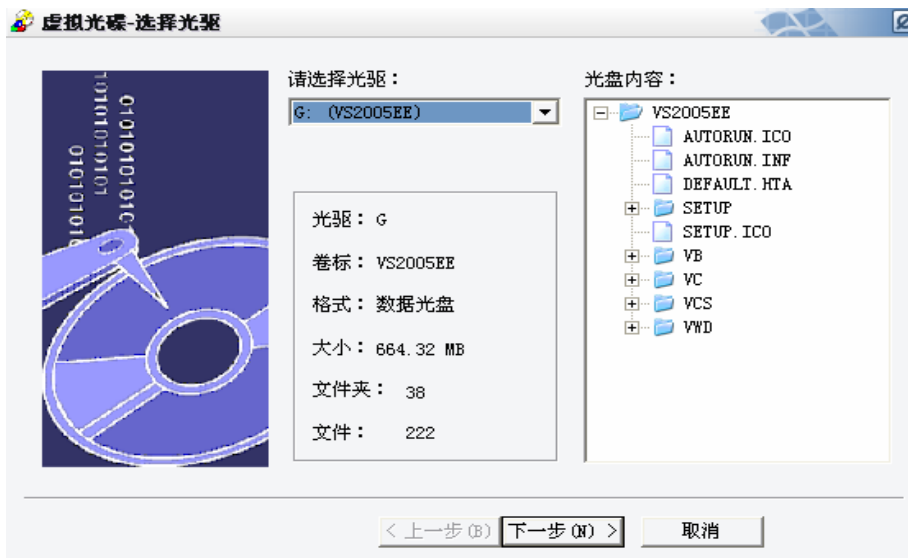 虚拟光碟-选择光驱
请选择光驱：
G: (VS2005EE)
光驱： G
卷标： VS2005EE
格式： 数据光盘
大小： 664.32 MB
文件夹： 38
文件： 222
光盘内容：
VS2005EE
AUTORUN.ICO
AUTORUN.INF
DEFAULT.HTA
SETUP
SETUP.ICO
VB
VC
VCS
VWD
< 上一步(B) 下一步(N) > 取消